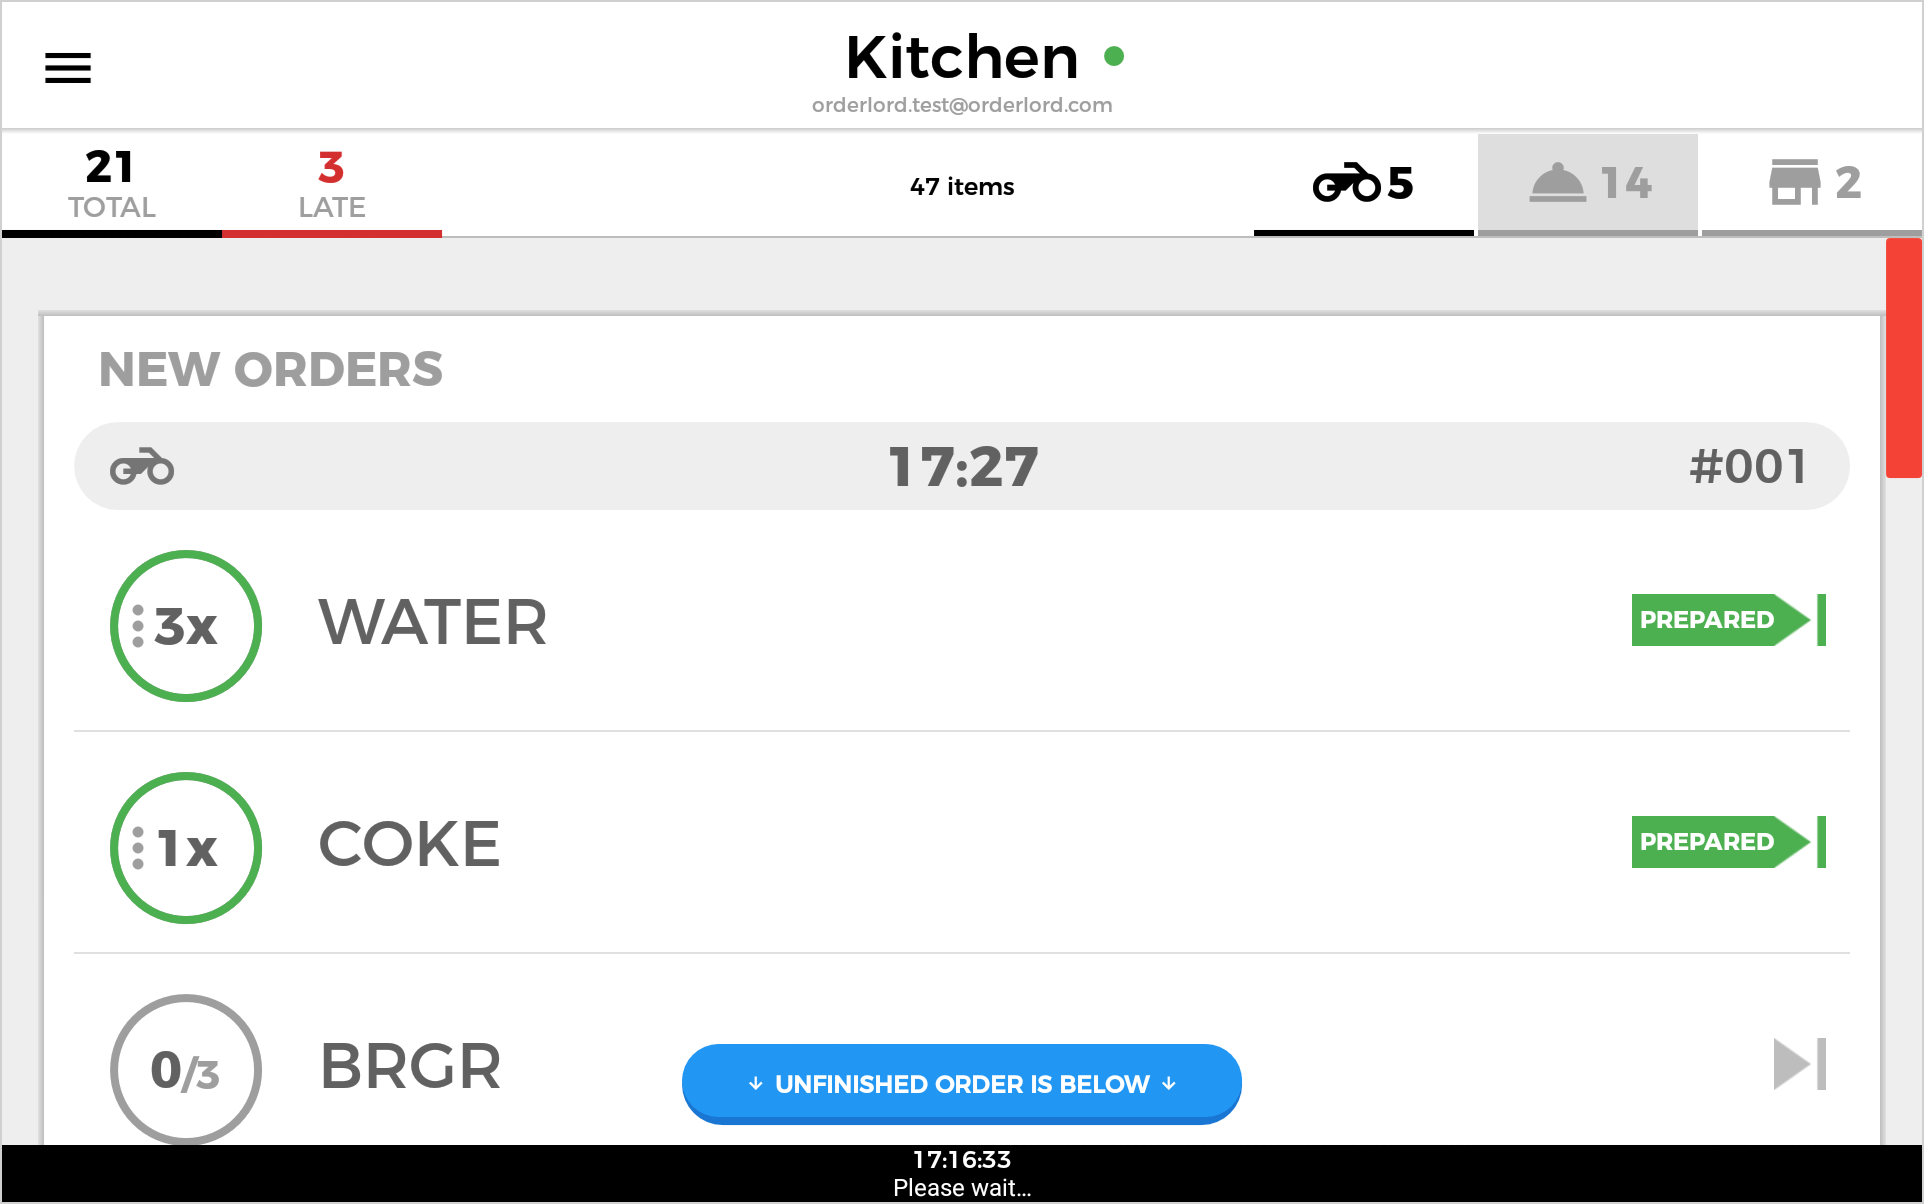 Kitchen
orderlord.test@orderlord.com
21 TOTAL
3 LATE
47 items
5
14
2
NEW ORDERS
17:27 #001
3x WATER PREPARED
1x COKE PREPARED
0/3 BRGR
↓ UNFINISHED ORDER IS BELOW ↓
17:16:33
Please wait...